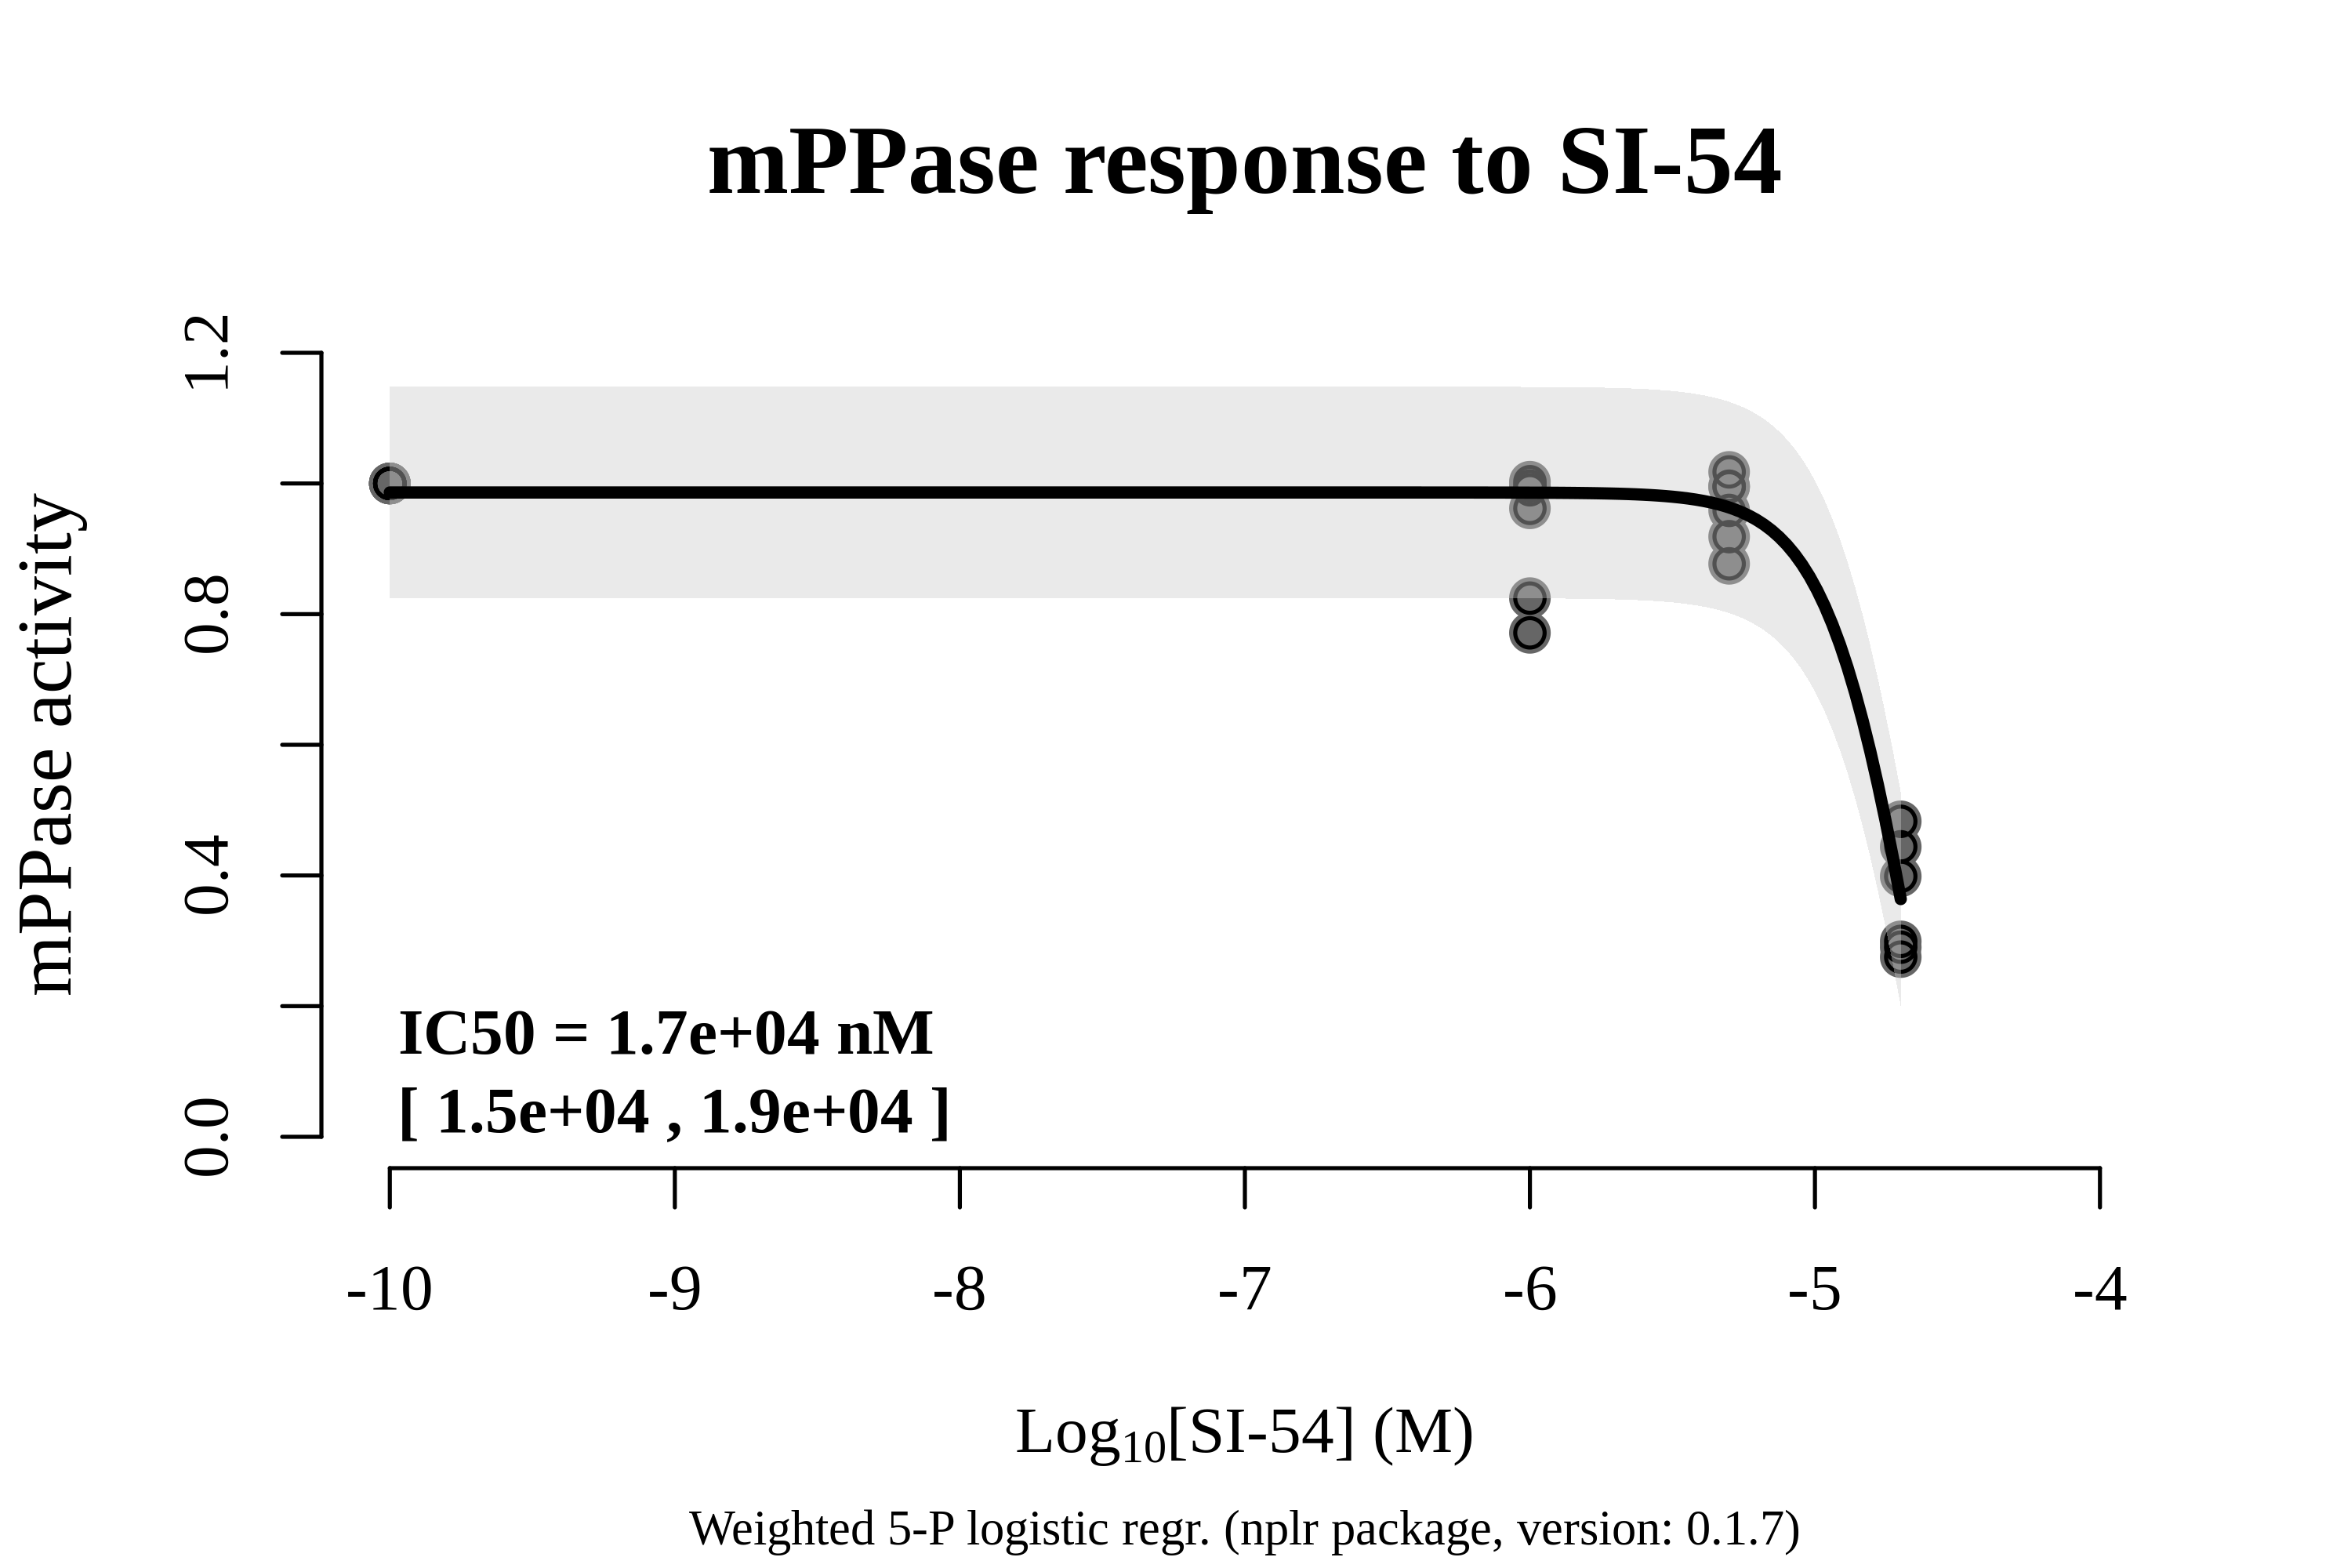 mPPase response to SI-54
mPPase activity
1.2
0.8
0.4
0.0
IC50 = 1.7e+04 nM
[ 1.5e+04 , 1.9e+04 ]
-10 -9 -8 -7 -6 -5 -4
Log10[SI-54] (M)
Weighted 5-P logistic regr. (nplr package, version: 0.1.7)